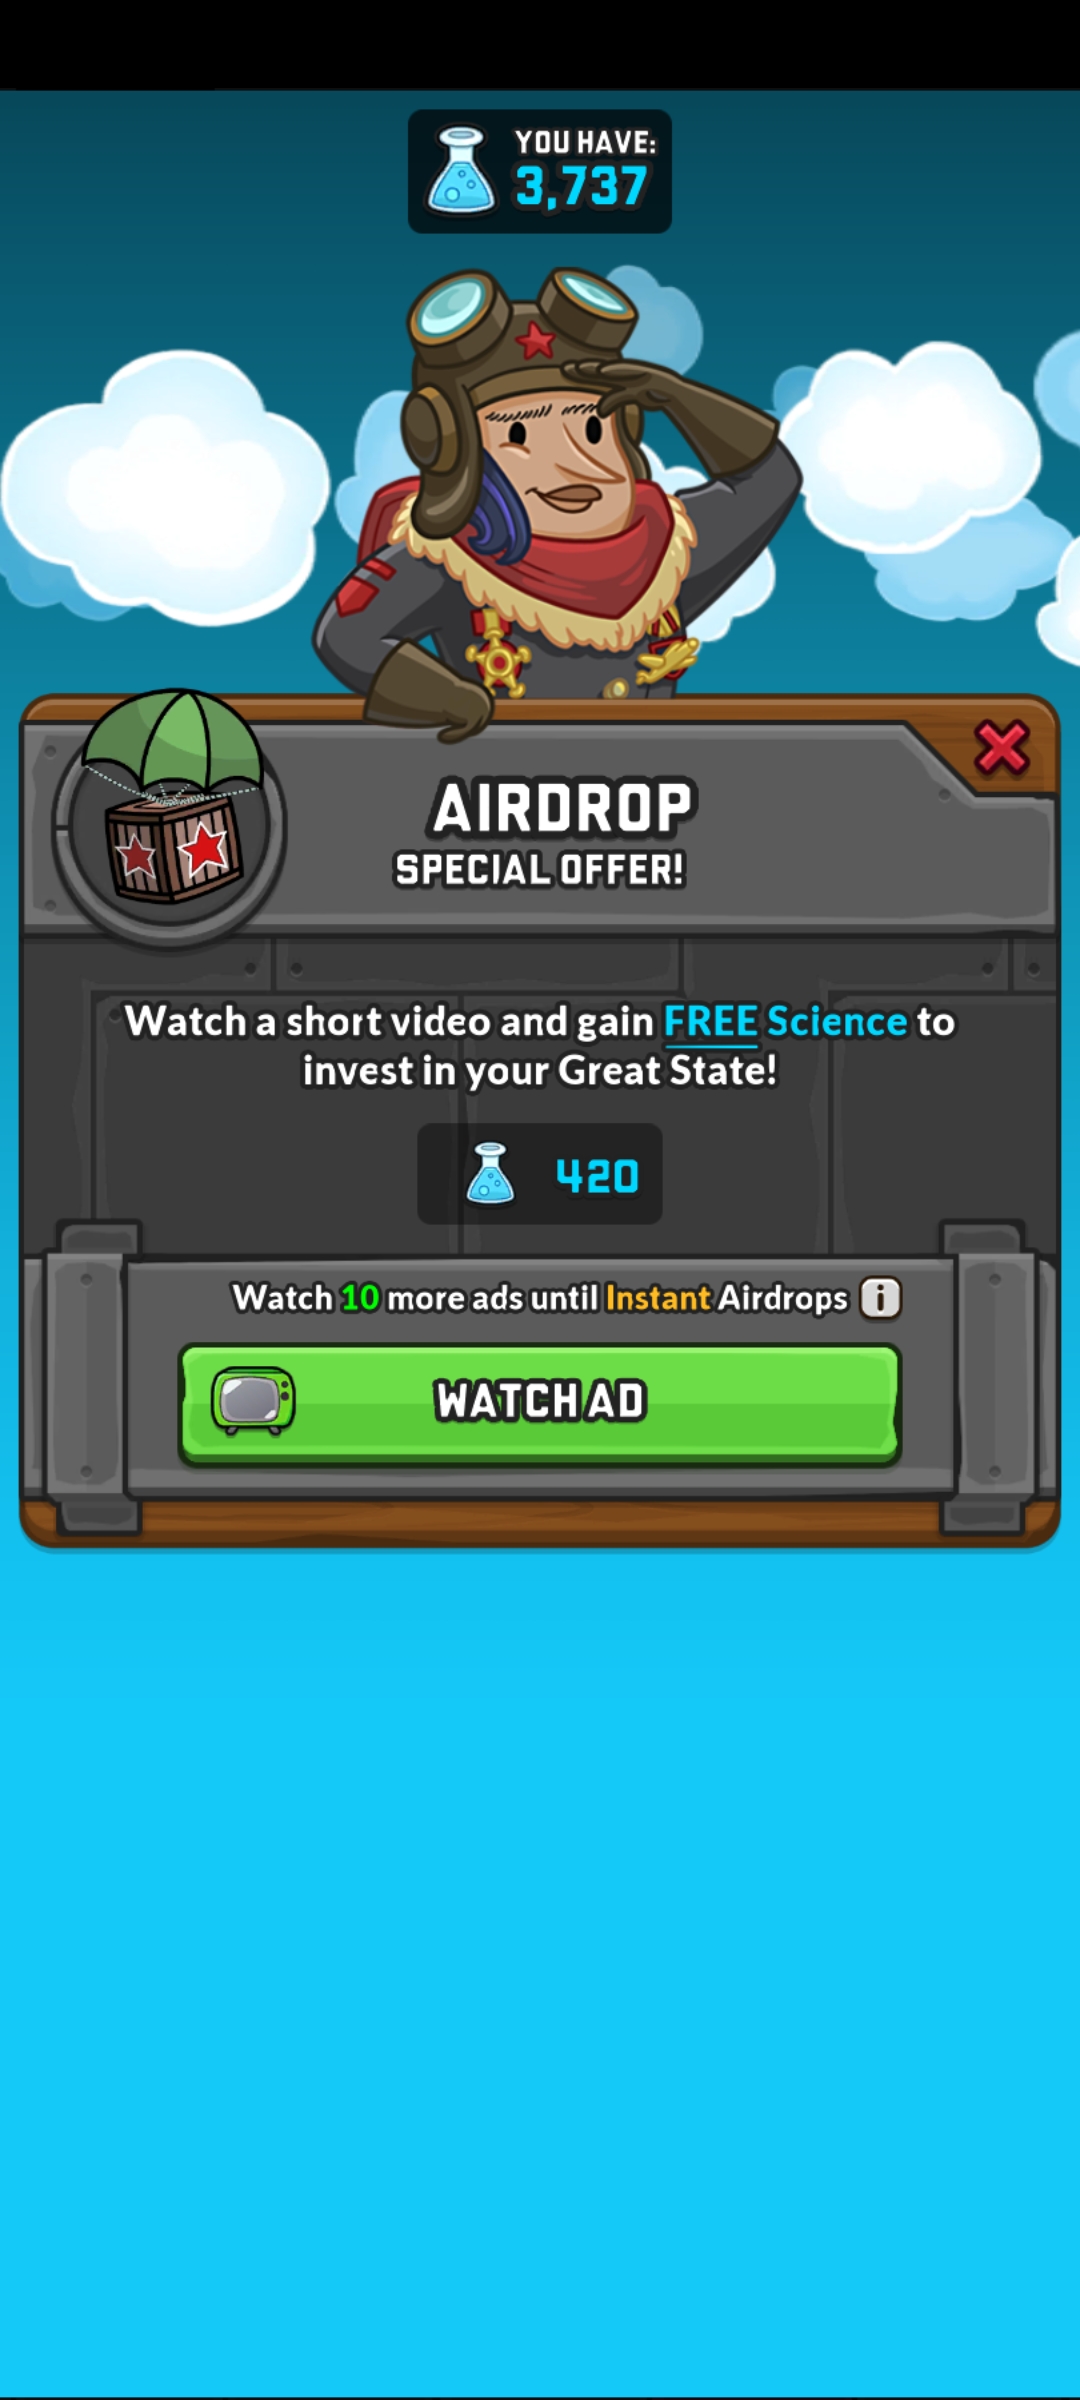 YOU HAVE:
3,737
AIRDROP
SPECIAL OFFER!
Watch a short video and gain FREE Science to
invest in your Great State!
420
Watch 10 more ads until Instant Airdrops i
WATCH AD